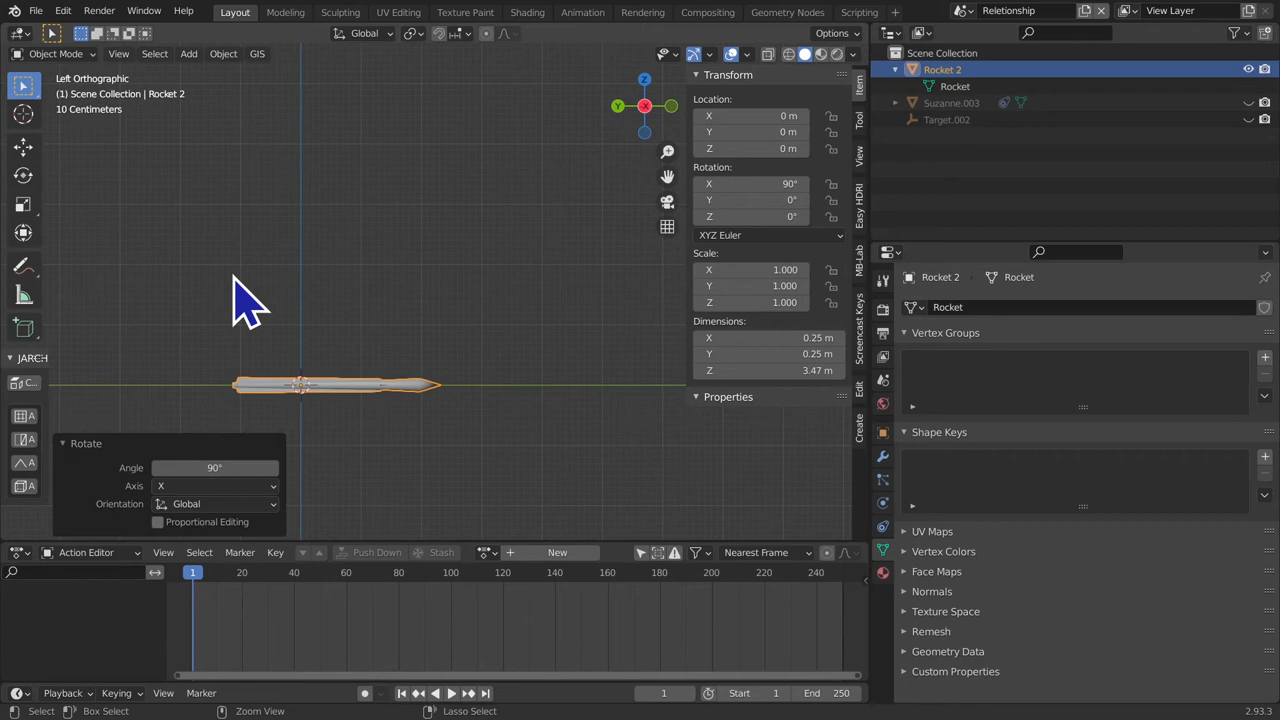 File Edit Render Window Help Layout Modeling Sculpting UV Editing Texture Paint Shading Animation Rendering Compositing Geometry Nodes Scripting + Relationship View Layer
Global Options
Object Mode View Select Add Object GIS
Left Orthographic
(1) Scene Collection | Rocket 2
10 Centimeters
Z
Y
X
JARCH
C...
A
A
A
A
Rotate
Angle 90°
Axis X
Orientation Global
Proportional Editing
Transform
Location:
X 0 m
Y 0 m
Z 0 m
Rotation:
X 90°
Y 0°
Z 0°
XYZ Euler
Scale:
X 1.000
Y 1.000
Z 1.000
Dimensions:
X 0.25 m
Y 0.25 m
Z 3.47 m
Properties
Item
Tool
View
Easy HDRI
MB-Lab
Screencast Keys
Edit
Create
Scene Collection
Rocket 2
Rocket
Suzanne.003
Target.002
Rocket 2 Rocket
Rocket
Vertex Groups
Shape Keys
UV Maps
Vertex Colors
Face Maps
Normals
Texture Space
Remesh
Geometry Data
Custom Properties
Action Editor View Select Marker Key Push Down Stash New Nearest Frame
1 20 40 60 80 100 120 140 160 180 200 220 240
Playback Keying View Marker 1 Start 1 End 250
Select Box Select Zoom View Lasso Select 2.93.3